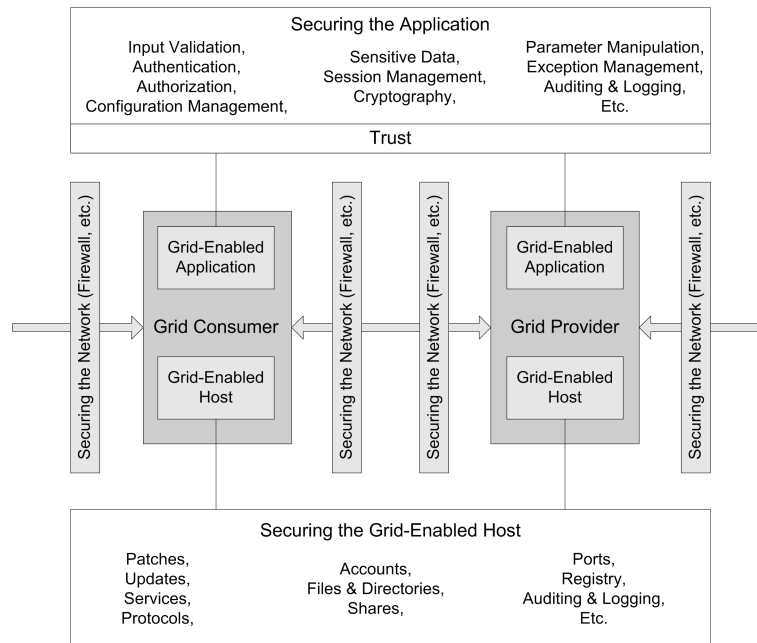 Securing the Application
Input Validation,
Authentication,
Authorization,
Configuration Management,
Sensitive Data,
Session Management,
Cryptography,
Parameter Manipulation,
Exception Management,
Auditing & Logging,
Etc.
Trust
Securing the Network (Firewall, etc.)
Grid-Enabled
Application
Grid Consumer
Grid-Enabled
Host
Securing the Network (Firewall, etc.)
Securing the Network (Firewall, etc.)
Grid-Enabled
Application
Grid Provider
Grid-Enabled
Host
Securing the Network (Firewall, etc.)
Securing the Grid-Enabled Host
Patches,
Updates,
Services,
Protocols,
Accounts,
Files & Directories,
Shares,
Ports,
Registry,
Auditing & Logging,
Etc.